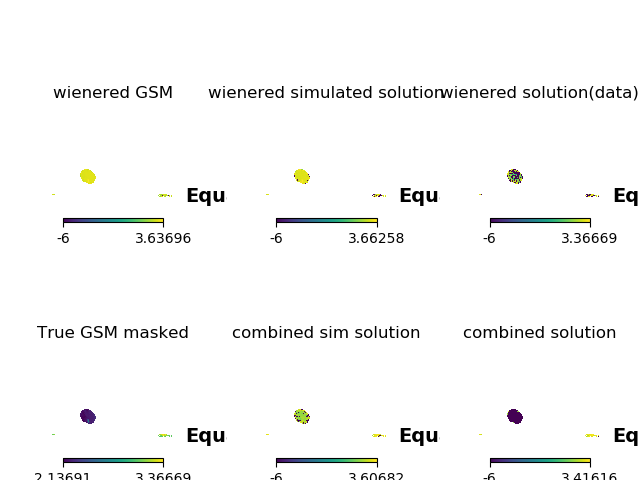 wienered GSM wienered simulated solution wienered solution(data)
Equ Equ Eq
-6 3.63696 -6 3.66258 -6 3.36669
True GSM masked combined sim solution combined solution
Equ Equ Eq
2.13691 3.36669 -6 3.60682 -6 3.41616